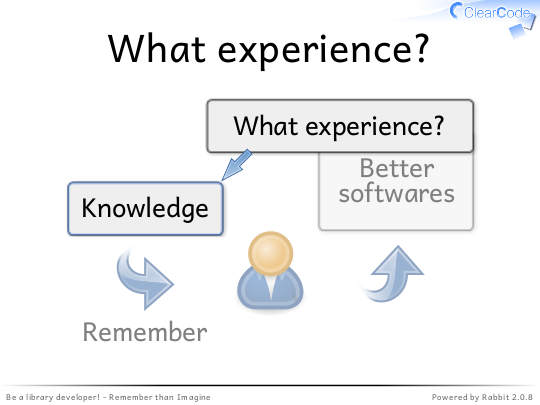 ClearCode
What experience?
What experience?
Better
softwares
Knowledge
Remember
Be a library developer! - Remember than Imagine
Powered by Rabbit 2.0.8